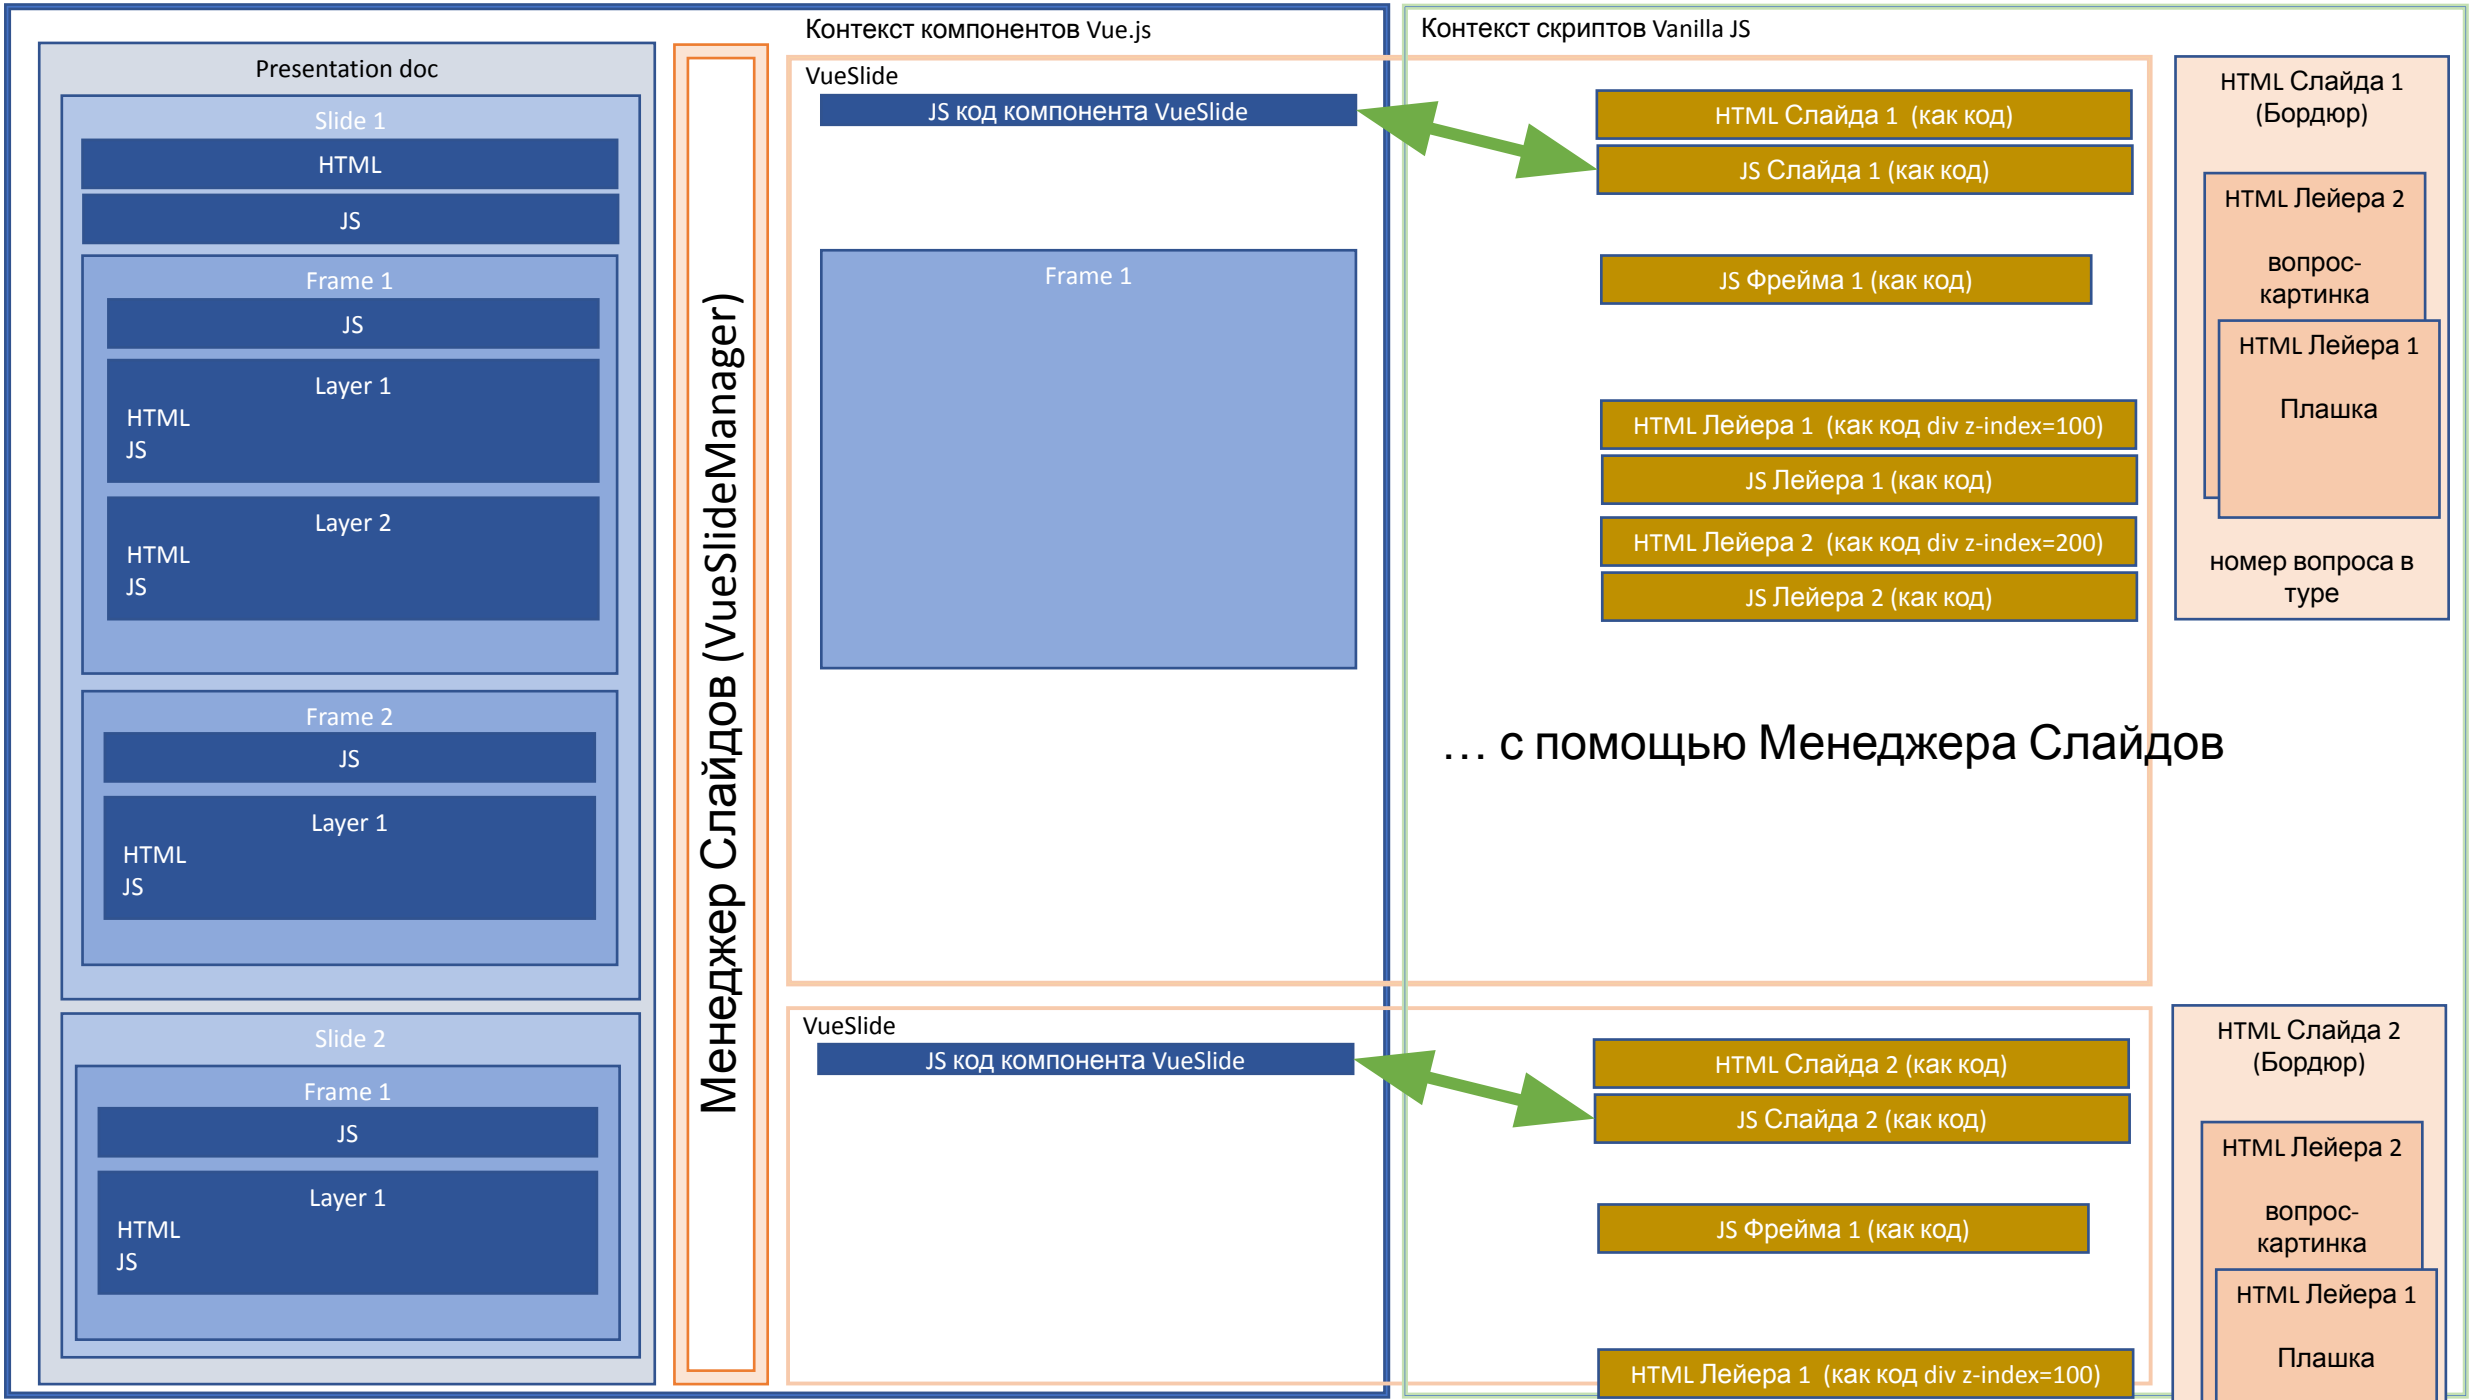 Контекст компонентов Vue.js
Контекст скриптов Vanilla JS
Presentation doc
Slide 1
HTML
JS
Frame 1
JS
Layer 1
HTML
JS
Layer 2
HTML
JS
Frame 2
JS
Layer 1
HTML
JS
Slide 2
Frame 1
JS
Layer 1
HTML
JS
Менеджер Слайдов (VueSlideManager)
VueSlide
JS код компонента VueSlide
Frame 1
HTML Слайда 1 (как код)
JS Слайда 1 (как код)
JS Фрейма 1 (как код)
HTML Лейера 1 (как код div z-index=100)
JS Лейера 1 (как код)
HTML Лейера 2 (как код div z-index=200)
JS Лейера 2 (как код)
HTML Слайда 1
(Бордюр)
HTML Лейера 2
вопрос-
картинка
HTML Лейера 1
Плашка
номер вопроса в
туре
… с помощью Менеджера Слайдов
VueSlide
JS код компонента VueSlide
HTML Слайда 2 (как код)
JS Слайда 2 (как код)
JS Фрейма 1 (как код)
HTML Лейера 1 (как код div z-index=100)
HTML Слайда 2
(Бордюр)
HTML Лейера 2
вопрос-
картинка
HTML Лейера 1
Плашка